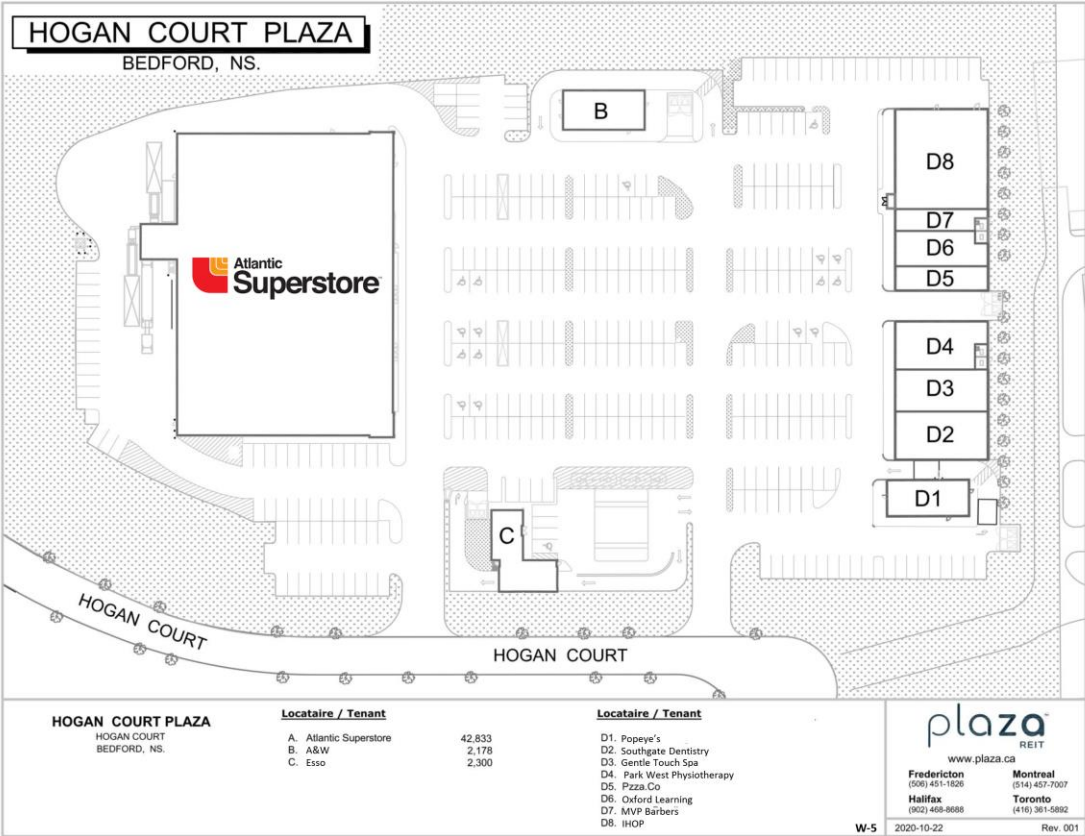 HOGAN COURT PLAZA
BEDFORD, NS.
B
D8
D7
D6
D5
Atlantic
Superstore™
D4
D3
D2
D1
C
HOGAN COURT
HOGAN COURT
HOGAN COURT PLAZA
HOGAN COURT
BEDFORD, NS.
Locataire / Tenant
A. Atlantic Superstore 42,833
B. A&W 2,178
C. Esso 2,300
Locataire / Tenant
D1. Popeye's
D2. Southgate Dentistry
D3. Gentle Touch Spa
D4. Park West Physiotherapy
D5. Pzza.Co
D6. Oxford Learning
D7. MVP Barbers
D8. IHOP
W-5
plaza
REIT
www.plaza.ca
Fredericton Montreal
(506) 451-1826 (514) 457-7007
Halifax Toronto
(902) 468-8688 (416) 361-5892
2020-10-22 Rev. 001